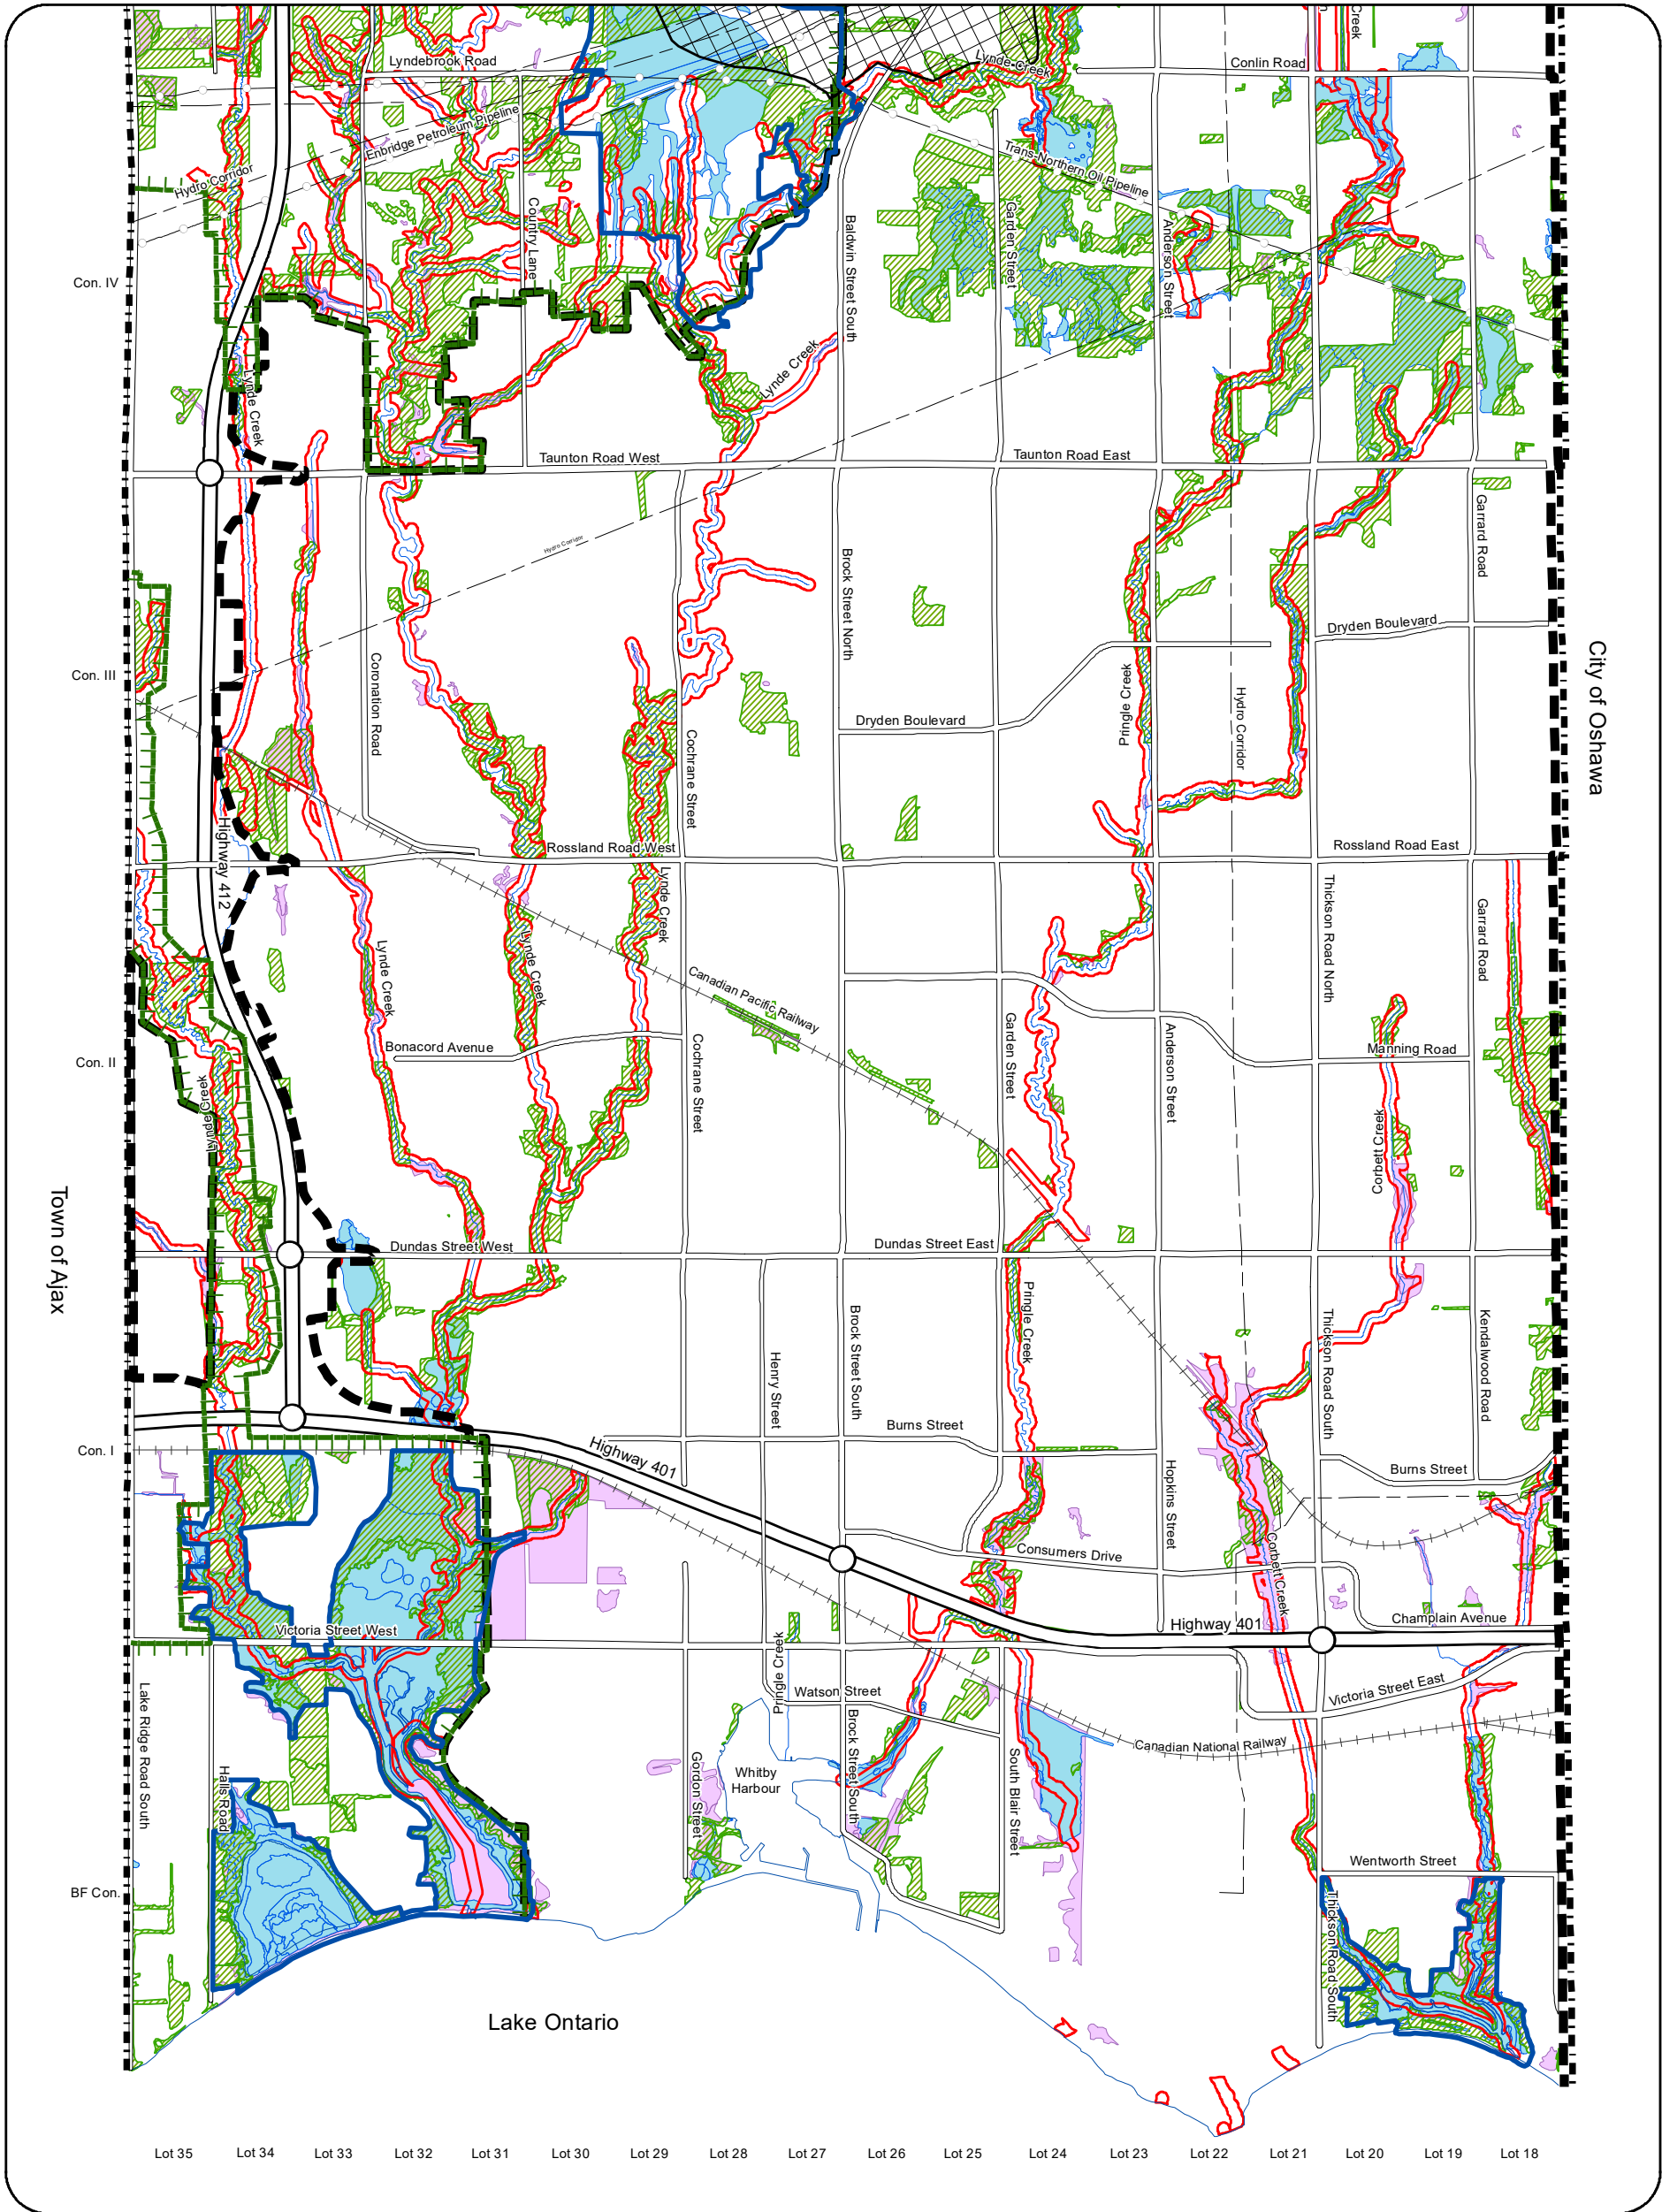 Lyndebrook Road
Lynde Creek
Conlin Road
Creek
Enbridge Petroleum Pipeline
Hydro Corridor
Trans-Northern Oil Pipeline
Country Lane
Baldwin Street South
Garden Street
Anderson Street
Con. IV
Lynde Creek
Lynde Creek
Taunton Road West
Taunton Road East
Hydro Corridor
Brock Street North
Garrard Road
Dryden Boulevard
City of Oshawa
Con. III
Coronation Road
Pringle Creek
Hydro Corridor
Dryden Boulevard
Cochrane Street
Highway 412
Rossland Road West
Rossland Road East
Lynde Creek
Lynde Creek
Lynde Creek
Thickson Road North
Garrard Road
Canadian Pacific Railway
Garden Street
Anderson Street
Bonacord Avenue
Cochrane Street
Manning Road
Con. II
Lynde Creek
Corbett Creek
Town of Ajax
Dundas Street West
Dundas Street East
Pringle Creek
Henry Street
Brock Street South
Thickson Road South
Kendalwood Road
Burns Street
Con. I
Highway 401
Burns Street
Hopkins Street
Consumers Drive
Corbett Creek
Victoria Street West
Highway 401
Champlain Avenue
Pringle Creek
Watson Street
Victoria Street East
Lake Ridge Road South
Halls Road
Gordon Street
Whitby
Harbour
Brock Street South
South Blair Street
Canadian National Railway
Wentworth Street
BF Con.
Thickson Road South
Lake Ontario
Lot 35
Lot 34
Lot 33
Lot 32
Lot 31
Lot 30
Lot 29
Lot 28
Lot 27
Lot 26
Lot 25
Lot 24
Lot 23
Lot 22
Lot 21
Lot 20
Lot 19
Lot 18